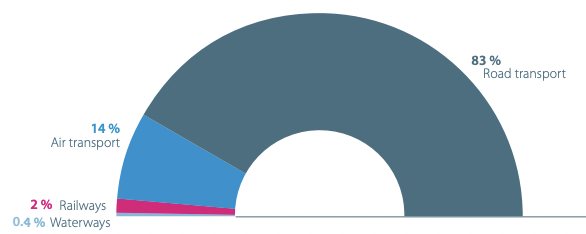 83 %
Road transport
14 %
Air transport
2 % Railways
0.4 % Waterways